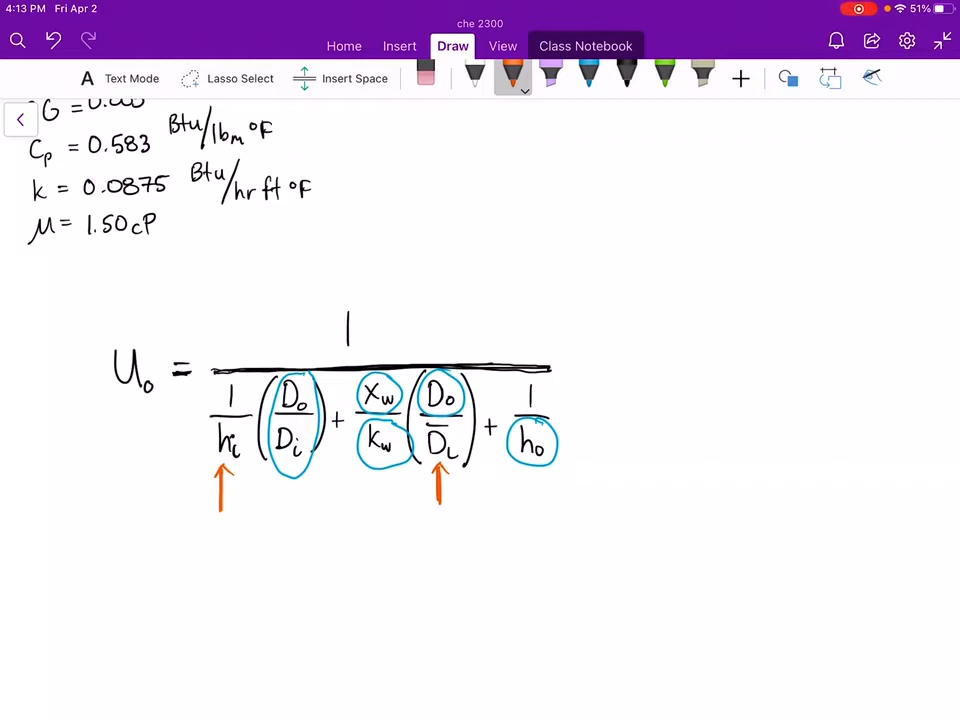 4:13 PM Fri Apr 2
51%
che 2300
Home Insert Draw View Class Notebook
A Text Mode Lasso Select Insert Space
G =
Cp = 0.583 Btu/lbm °F
k = 0.0875 Btu/hr ft °F
μ = 1.50 cP
1
Uo =
1/hi (Do/Di) + xw/kw (Do/D̄L) + 1/ho